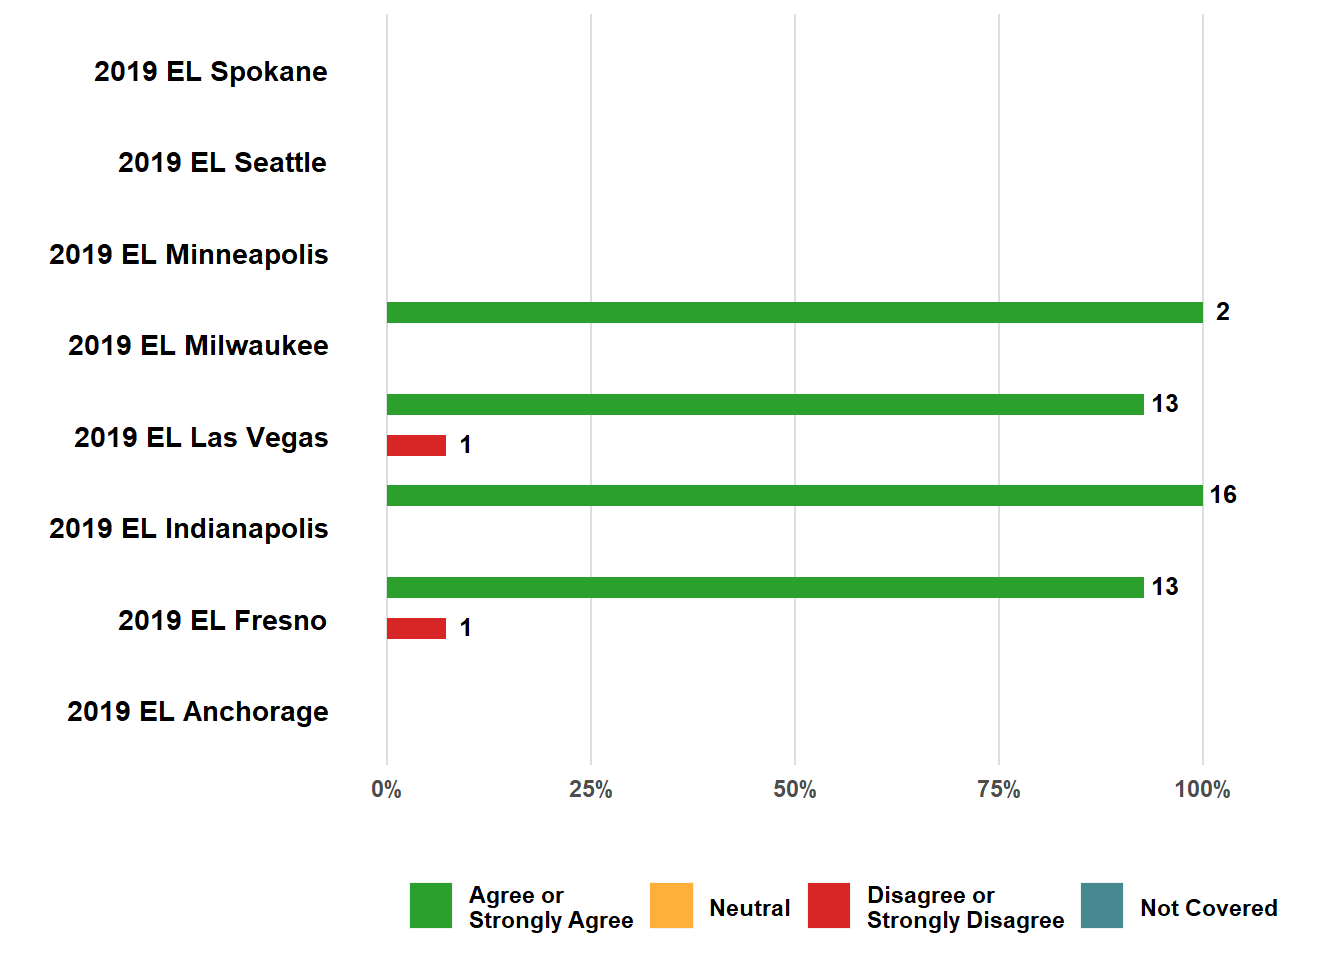 2019 EL Spokane
2019 EL Seattle
2019 EL Minneapolis
2
2019 EL Milwaukee
13
2019 EL Las Vegas
1
16
2019 EL Indianapolis
13
2019 EL Fresno
1
2019 EL Anchorage
0% 25% 50% 75% 100%
Agree or
Strongly Agree
Neutral
Disagree or
Strongly Disagree
Not Covered